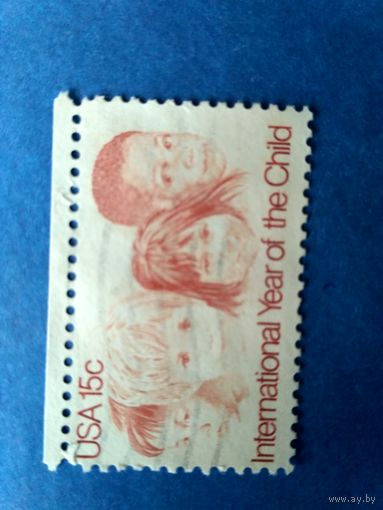 USA 15c
International Year of the Child
www.ay.by